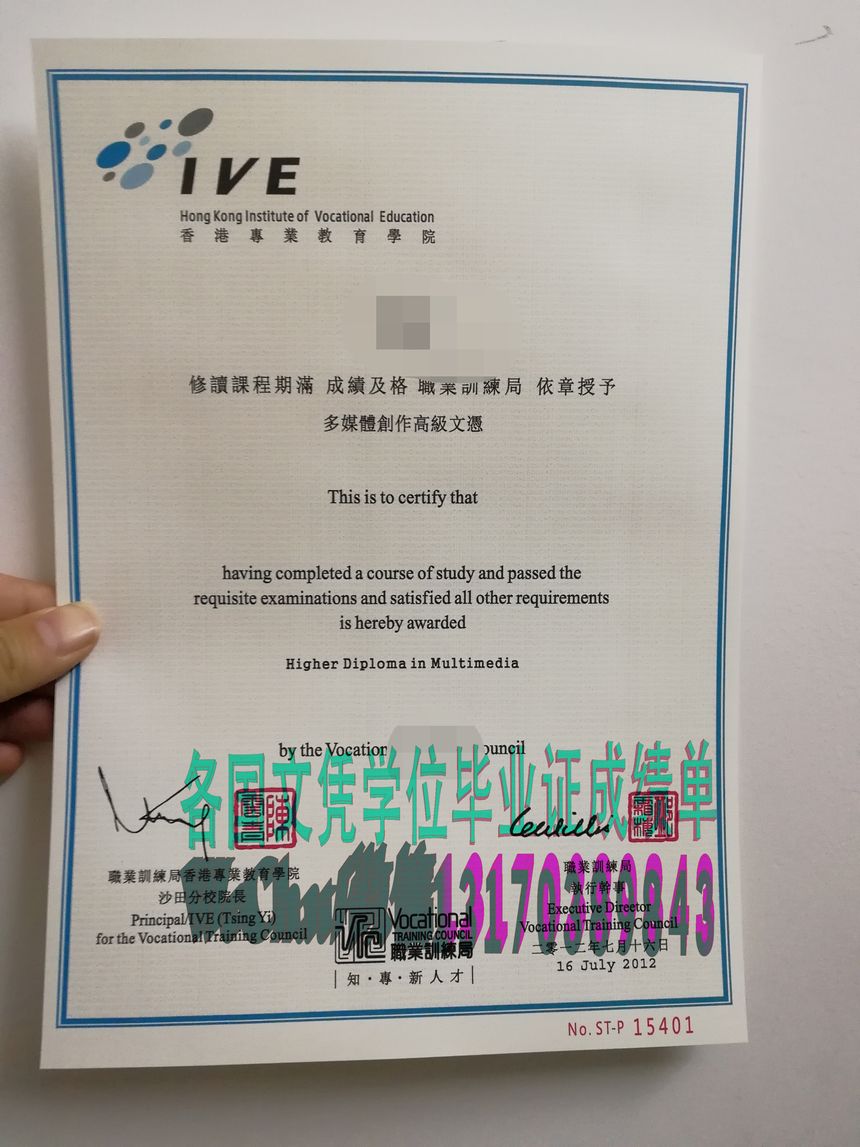 IVE
Hong Kong Institute of Vocational Education
香港專業教育學院
修讀課程期滿 成績及格 職業訓練局 依章授予
多媒體創作高級文憑
This is to certify that
having completed a course of study and passed the
requisite examinations and satisfied all other requirements
is hereby awarded
Higher Diploma in Multimedia
by the Vocation ouncil
各国文凭学位毕业证成绩单
職業訓練局香港專業教育學院
沙田分校院長
Principal/IVE (Tsing Yi)
for the Vocational Training Council
Vocational
TRAINING COUNCIL
職業訓練局
知·專·新人才
職業訓練局
執行幹事
Executive Director
Vocational Training Council
二零一二年七月十六日
16 July 2012
No. ST-P 15401